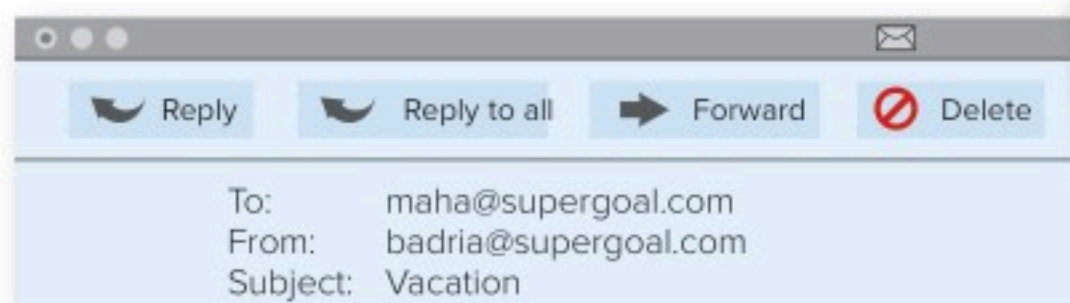 Reply Reply to all Forward Delete
To: maha@supergoal.com
From: badria@supergoal.com
Subject: Vacation